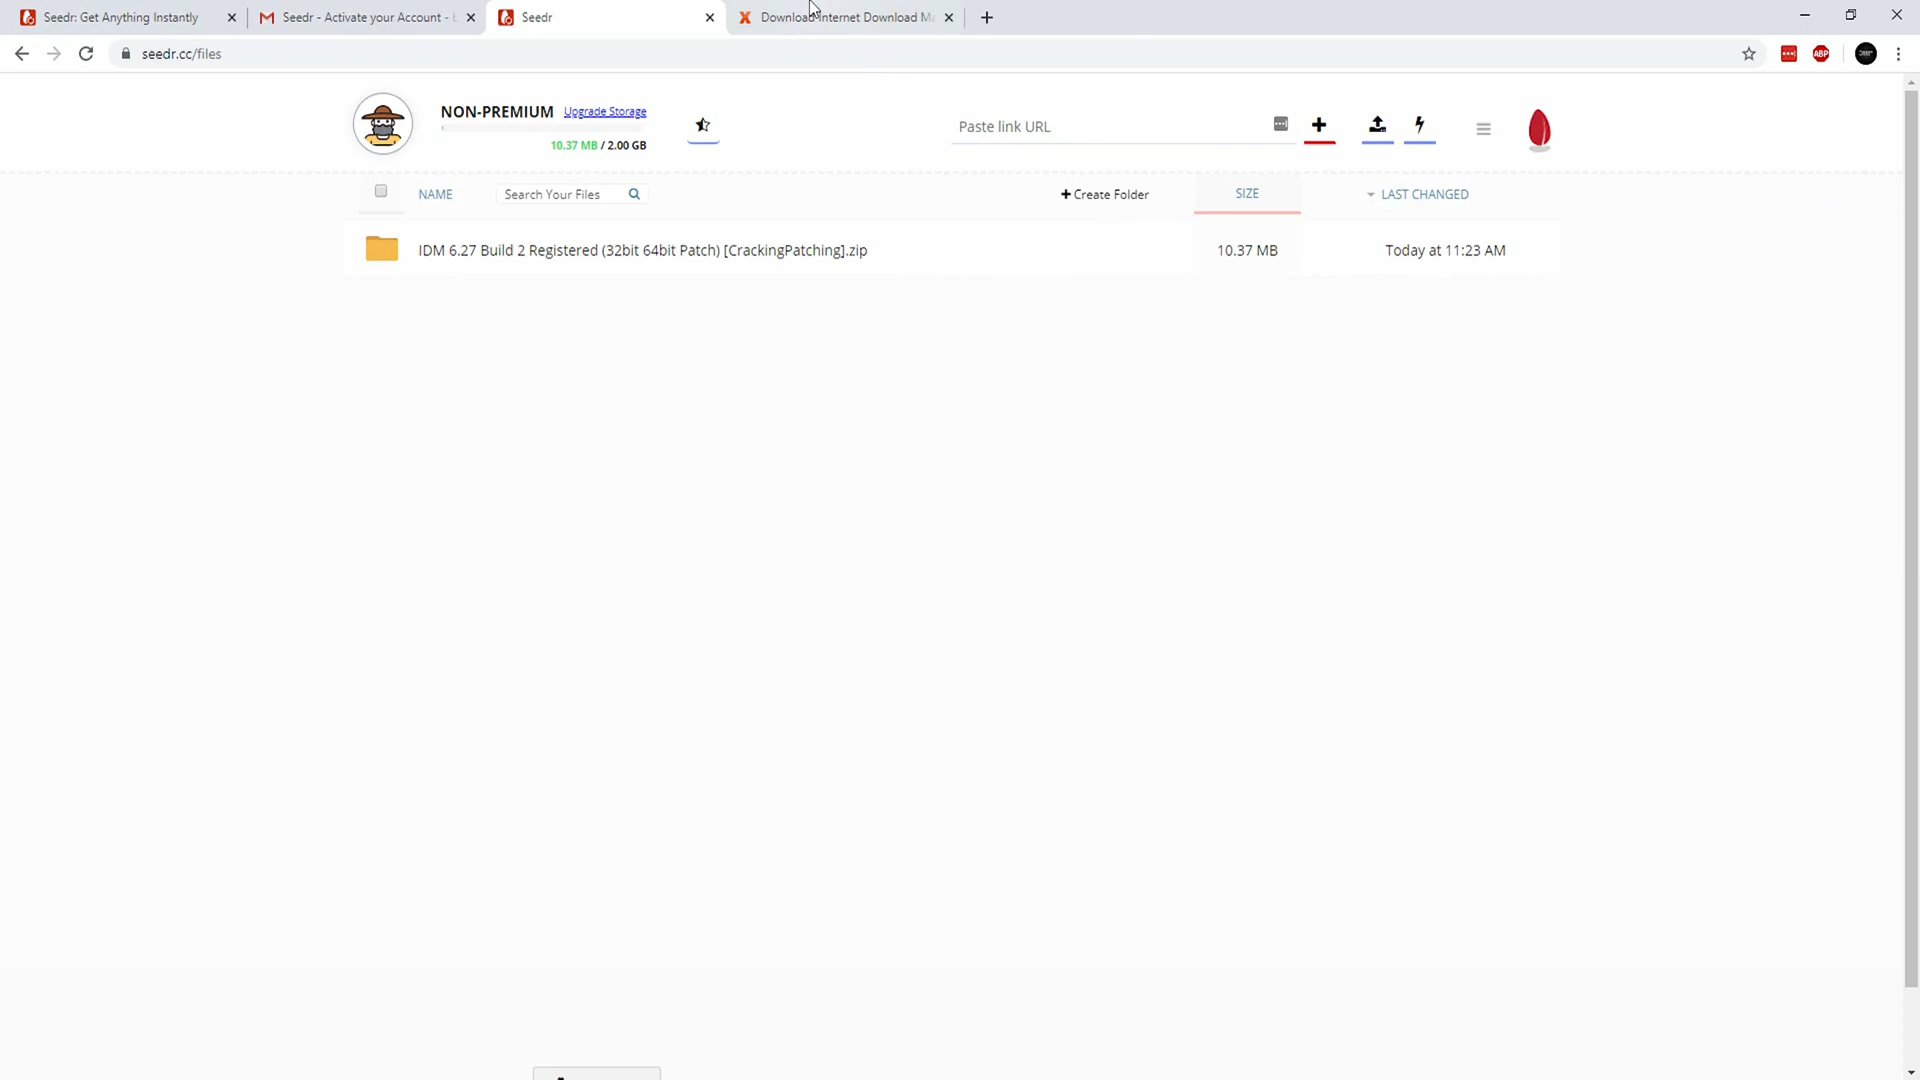 Seedr: Get Anything Instantly
Seedr - Activate your Account -
Seedr
Download Internet Download Ma
seedr.cc/files
ABP
NON-PREMIUM Upgrade Storage
10.37 MB / 2.00 GB
Paste link URL
NAME Search Your Files + Create Folder SIZE LAST CHANGED
IDM 6.27 Build 2 Registered (32bit 64bit Patch) [CrackingPatching].zip 10.37 MB Today at 11:23 AM